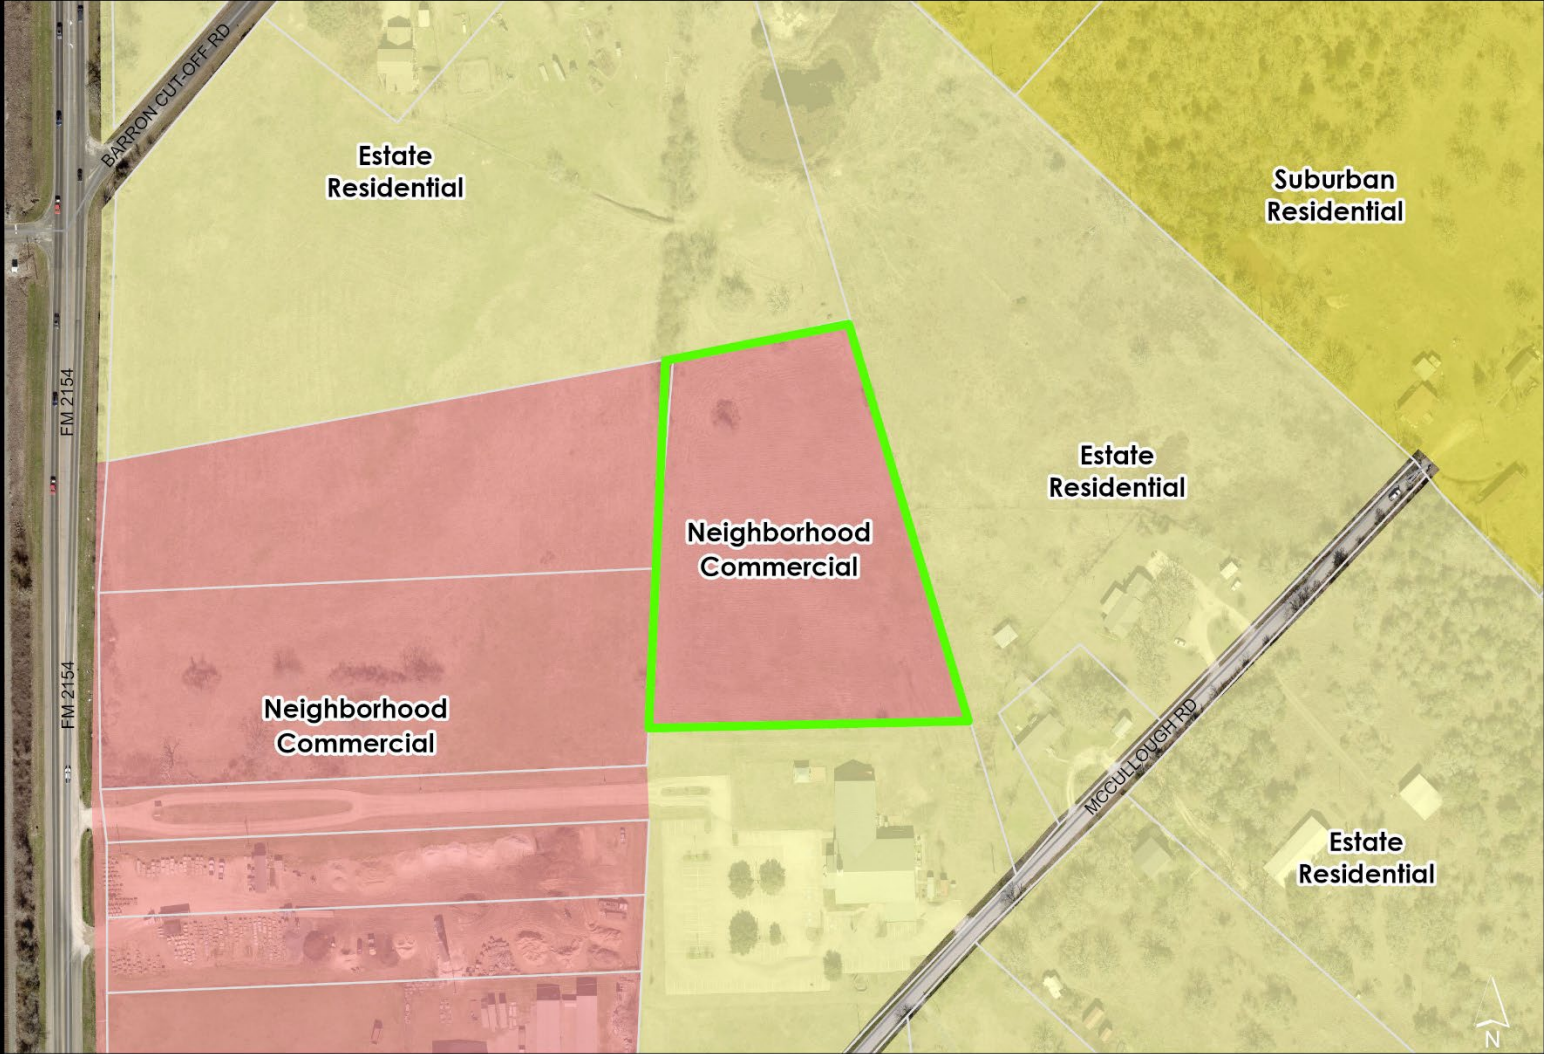 BARRON CUT-OFF RD
Estate
Residential
Suburban
Residential
FM 2154
Estate
Residential
Neighborhood
Commercial
FM 2154
Neighborhood
Commercial
MCCULLOUGH RD
Estate
Residential
N